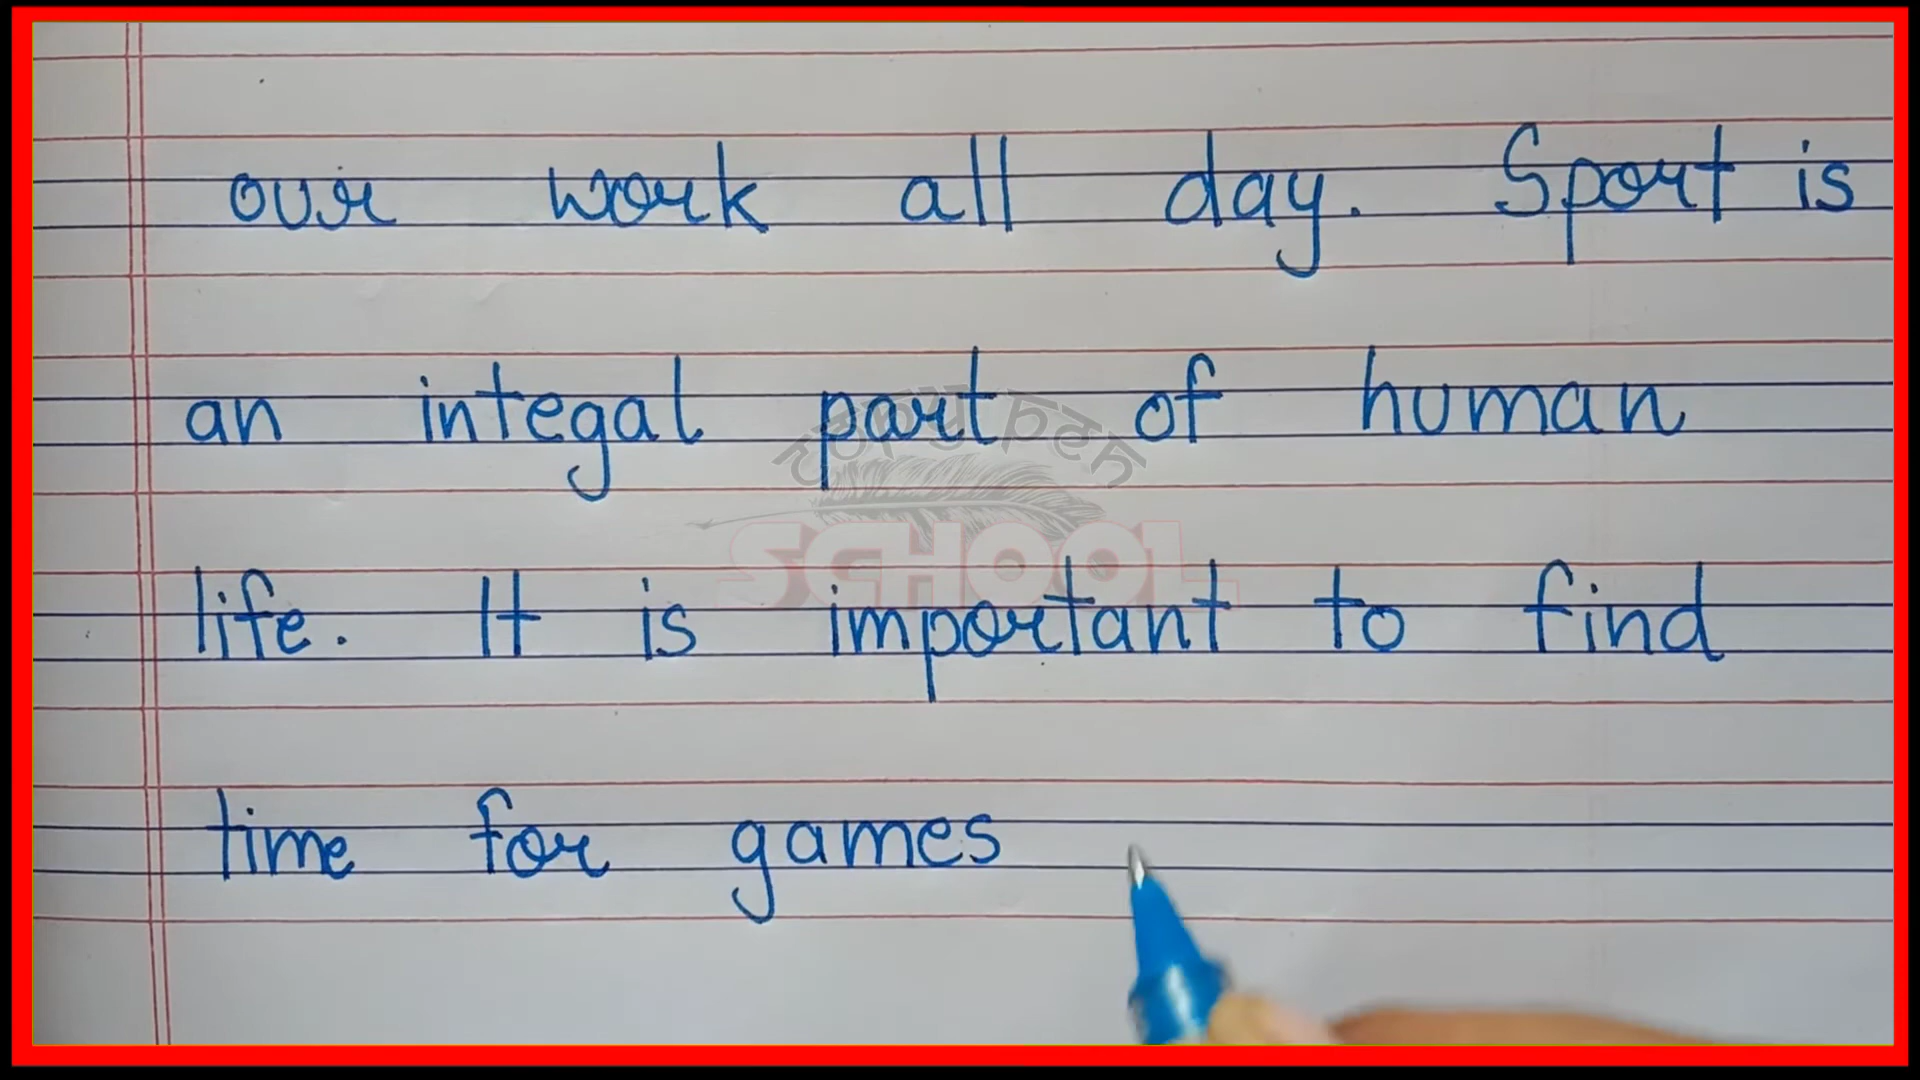 our work all day. Sport is
an integal part of human
life. It is important to find
time for games
SCHOOL